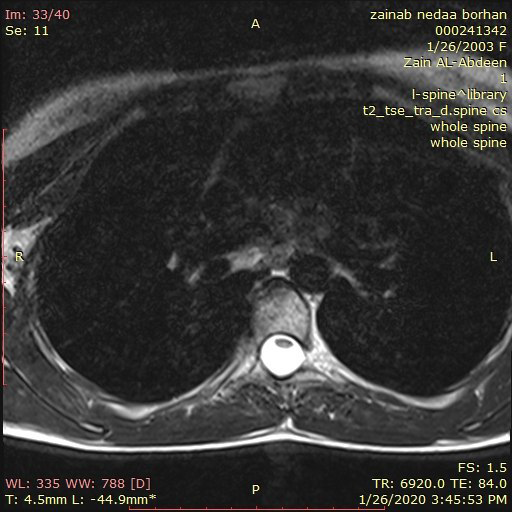 Im: 33/40
Se: 11
A
zainab nedaa borhan
000241342
1/26/2003 F
Zain AL-Abdeen
1
l-spine^library
t2_tse_tra_d.spine cs
whole spine
whole spine
R
L
WL: 335 WW: 788 [D]
T: 4.5mm L: -44.9mm*
P
FS: 1.5
TR: 6920.0 TE: 84.0
1/26/2020 3:45:53 PM